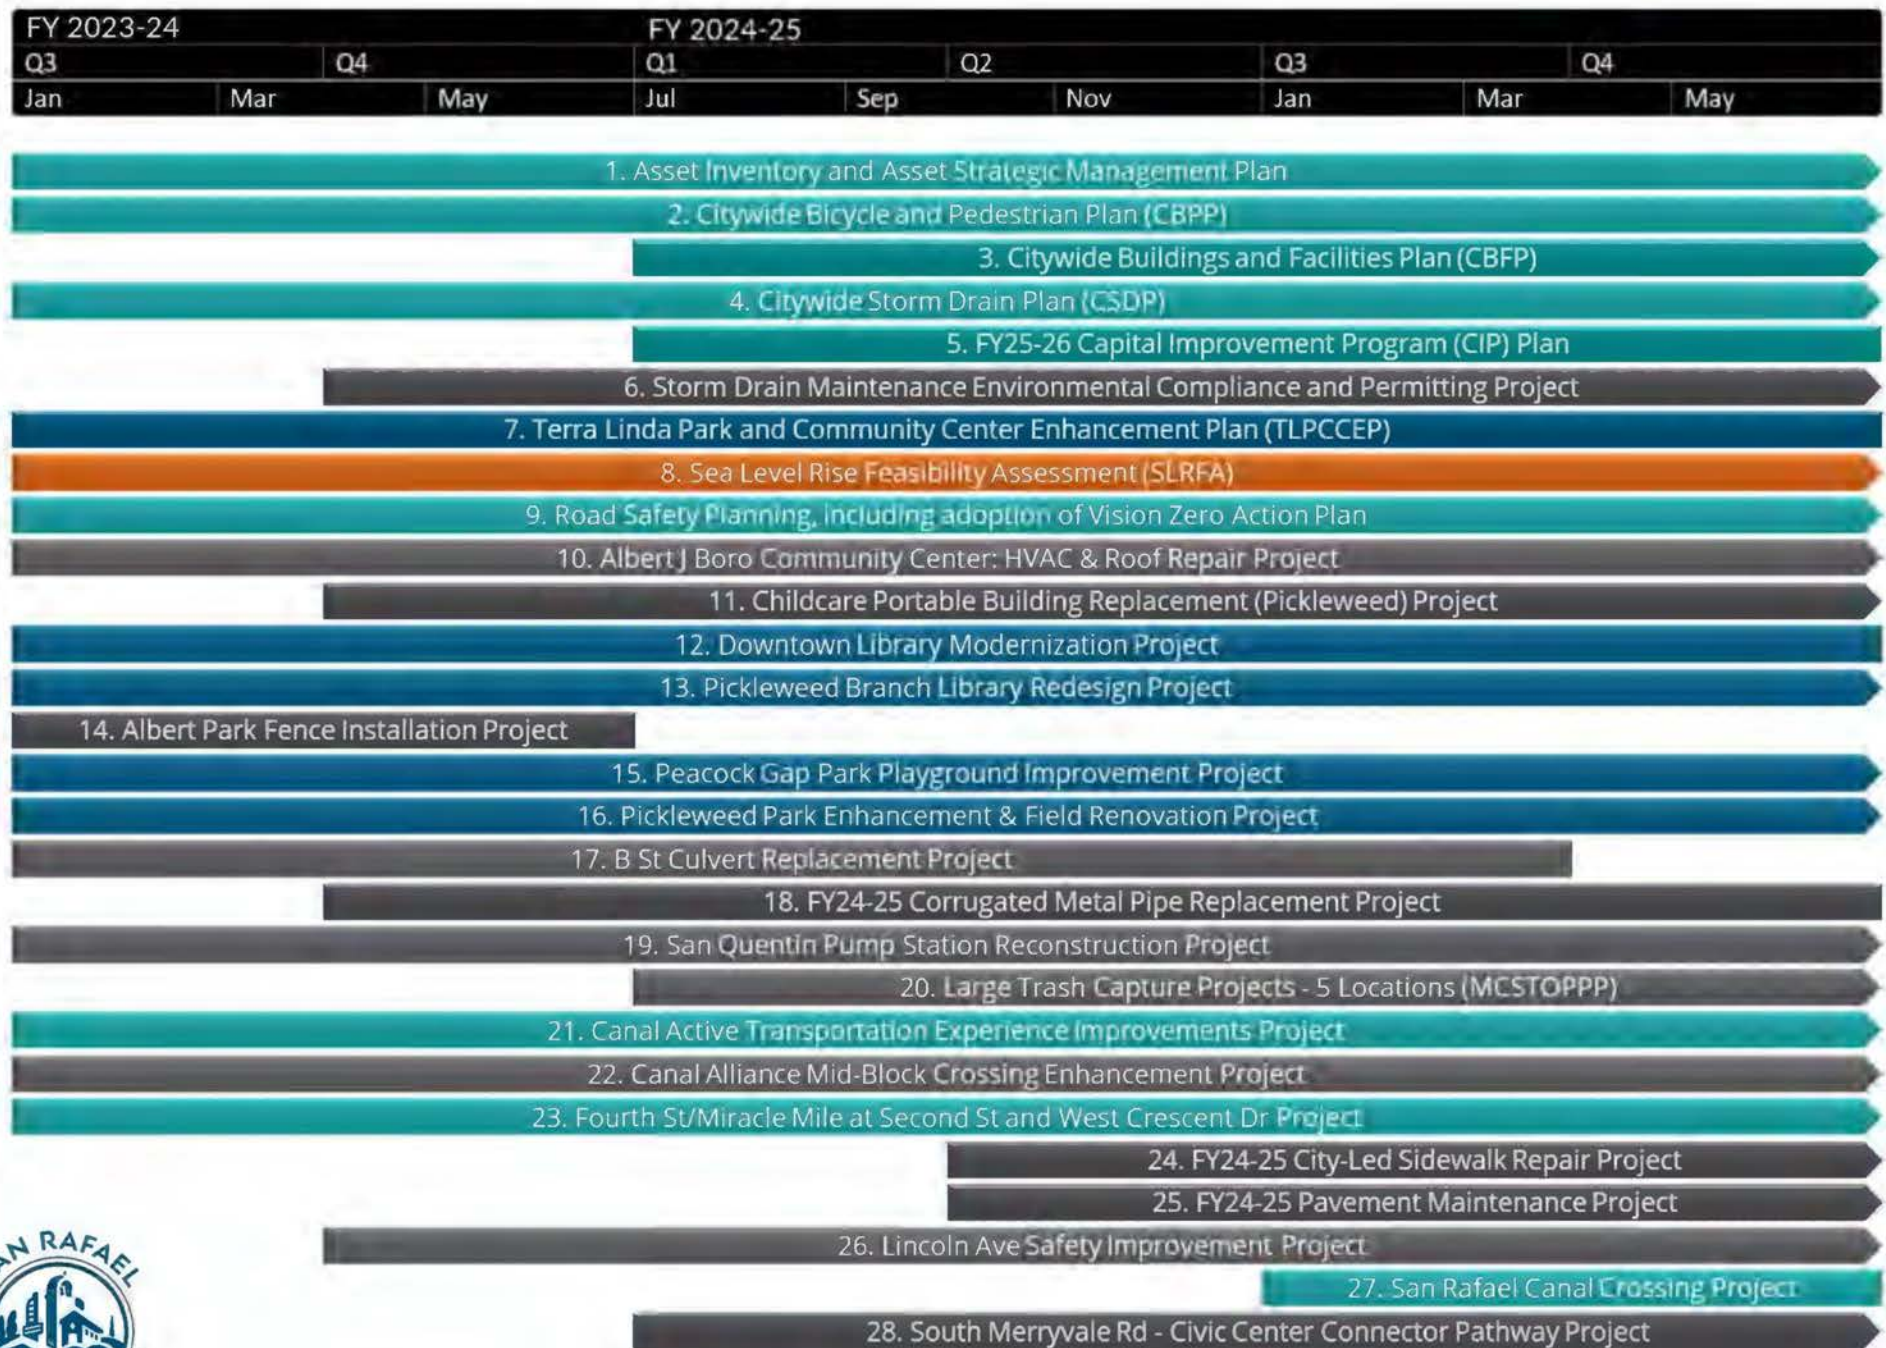 FY 2023-24 FY 2024-25
Q3 Q4 Q1 Q2 Q3 Q4
Jan Mar May Jul Sep Nov Jan Mar May
1. Asset Inventory and Asset Strategic Management Plan
2. Citywide Bicycle and Pedestrian Plan (CBPP)
3. Citywide Buildings and Facilities Plan (CBFP)
4. Citywide Storm Drain Plan (CSDP)
5. FY25-26 Capital Improvement Program (CIP) Plan
6. Storm Drain Maintenance Environmental Compliance and Permitting Project
7. Terra Linda Park and Community Center Enhancement Plan (TLPCCEP)
8. Sea Level Rise Feasibility Assessment (SLRFA)
9. Road Safety Planning, including adoption of Vision Zero Action Plan
10. Albert J Boro Community Center: HVAC & Roof Repair Project
11. Childcare Portable Building Replacement (Pickleweed) Project
12. Downtown Library Modernization Project
13. Pickleweed Branch Library Redesign Project
14. Albert Park Fence Installation Project
15. Peacock Gap Park Playground Improvement Project
16. Pickleweed Park Enhancement & Field Renovation Project
17. B St Culvert Replacement Project
18. FY24-25 Corrugated Metal Pipe Replacement Project
19. San Quentin Pump Station Reconstruction Project
20. Large Trash Capture Projects - 5 Locations (MCSTOPPP)
21. Canal Active Transportation Experience Improvements Project
22. Canal Alliance Mid-Block Crossing Enhancement Project
23. Fourth St/Miracle Mile at Second St and West Crescent Dr Project
24. FY24-25 City-Led Sidewalk Repair Project
25. FY24-25 Pavement Maintenance Project
26. Lincoln Ave Safety Improvement Project
27. San Rafael Canal Crossing Project
28. South Merryvale Rd - Civic Center Connector Pathway Project
AN RAFAEL